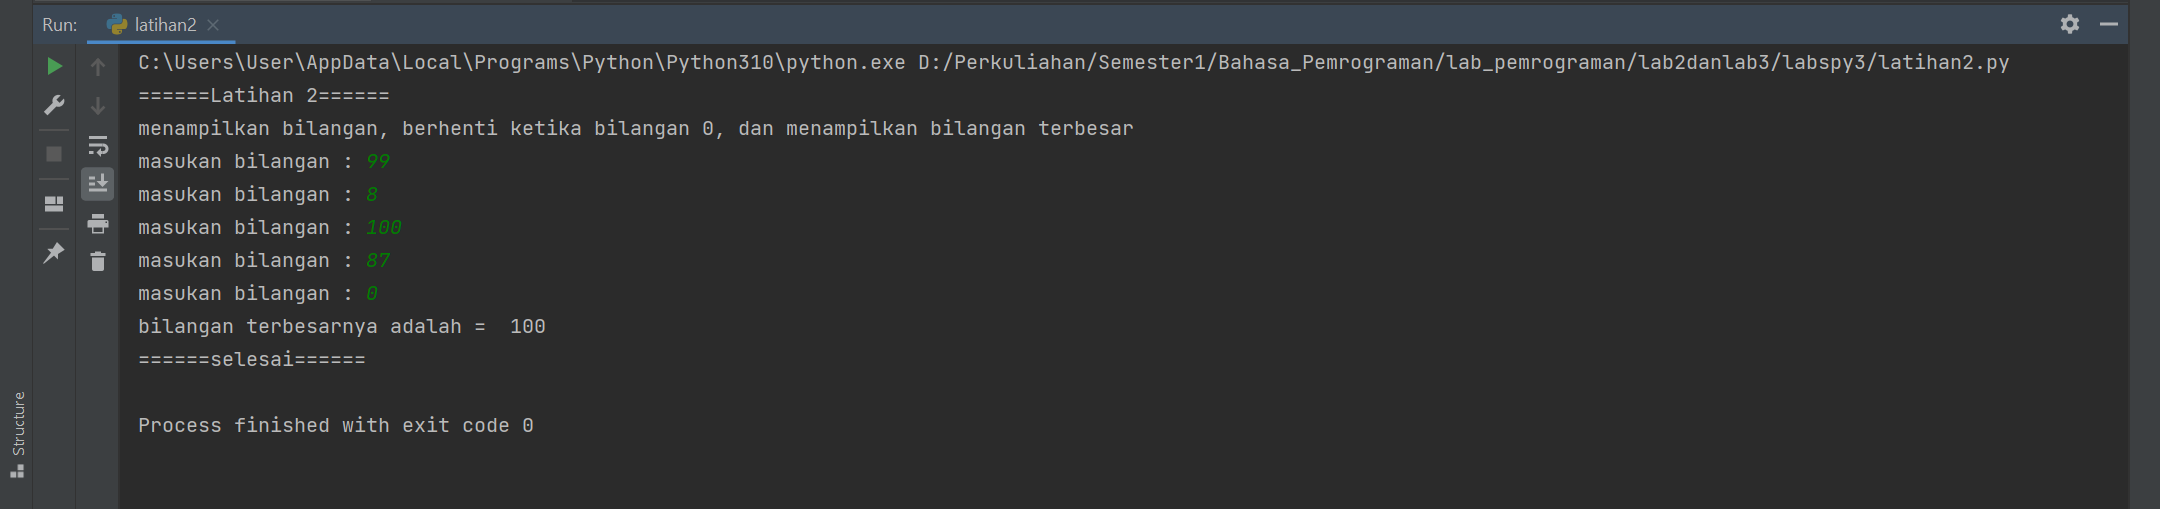 Run: latihan2
C:\Users\User\AppData\Local\Programs\Python\Python310\python.exe D:/Perkuliahan/Semester1/Bahasa_Pemrograman/lab_pemrograman/lab2danlab3/labspy3/latihan2.py
======Latihan 2======
menampilkan bilangan, berhenti ketika bilangan 0, dan menampilkan bilangan terbesar
masukan bilangan : 99
masukan bilangan : 8
masukan bilangan : 100
masukan bilangan : 87
masukan bilangan : 0
bilangan terbesarnya adalah =  100
======selesai======
Process finished with exit code 0
Structure